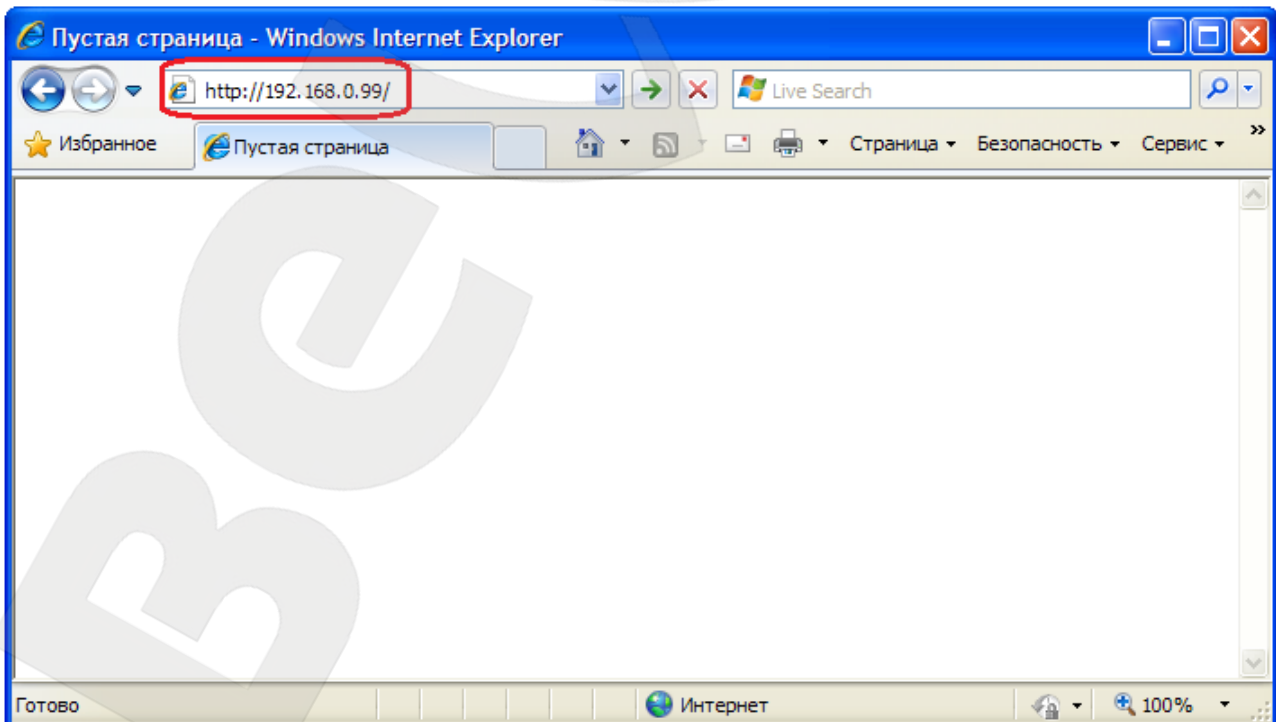 Пустая страница - Windows Internet Explorer
http://192.168.0.99/
Live Search
Избранное
Пустая страница
Страница
Безопасность
Сервис
»
Ве
Готово
Интернет
100%